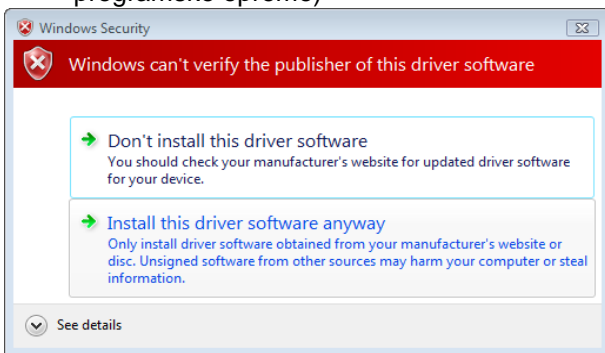 programske opreme)
Windows Security
Windows can't verify the publisher of this driver software
Don't install this driver software
You should check your manufacturer's website for updated driver software
for your device.
Install this driver software anyway
Only install driver software obtained from your manufacturer's website or
disc. Unsigned software from other sources may harm your computer or steal
information.
See details